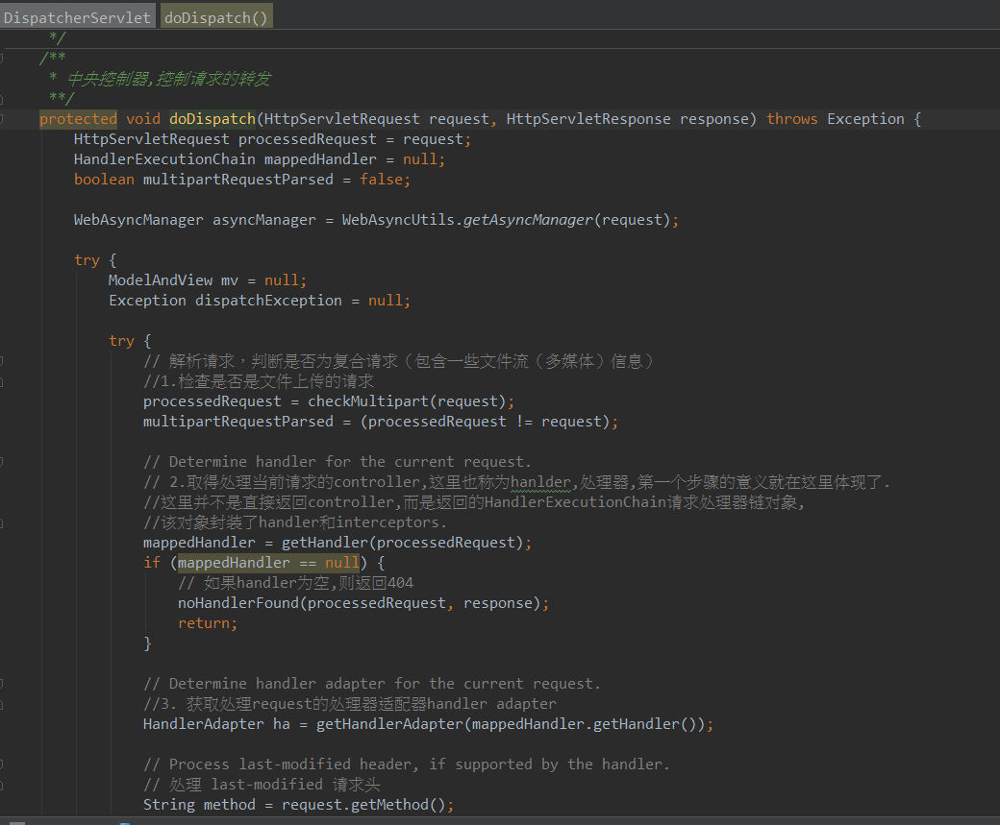 DispatcherServlet doDispatch()
*/
/**
* 中央控制器,控制请求的转发
**/
protected void doDispatch(HttpServletRequest request, HttpServletResponse response) throws Exception {
HttpServletRequest processedRequest = request;
HandlerExecutionChain mappedHandler = null;
boolean multipartRequestParsed = false;
WebAsyncManager asyncManager = WebAsyncUtils.getAsyncManager(request);
try {
ModelAndView mv = null;
Exception dispatchException = null;
try {
// 解析请求，判断是否为复合请求（包含一些文件流（多媒体）信息）
//1.检查是否是文件上传的请求
processedRequest = checkMultipart(request);
multipartRequestParsed = (processedRequest != request);
// Determine handler for the current request.
// 2.取得处理当前请求的controller,这里也称为hanlder,处理器,第一个步骤的意义就在这里体现了.
//这里并不是直接返回controller,而是返回的HandlerExecutionChain请求处理器链对象,
//该对象封装了handler和interceptors.
mappedHandler = getHandler(processedRequest);
if (mappedHandler == null) {
// 如果handler为空,则返回404
noHandlerFound(processedRequest, response);
return;
}
// Determine handler adapter for the current request.
//3. 获取处理request的处理器适配器handler adapter
HandlerAdapter ha = getHandlerAdapter(mappedHandler.getHandler());
// Process last-modified header, if supported by the handler.
// 处理 last-modified 请求头
String method = request.getMethod();